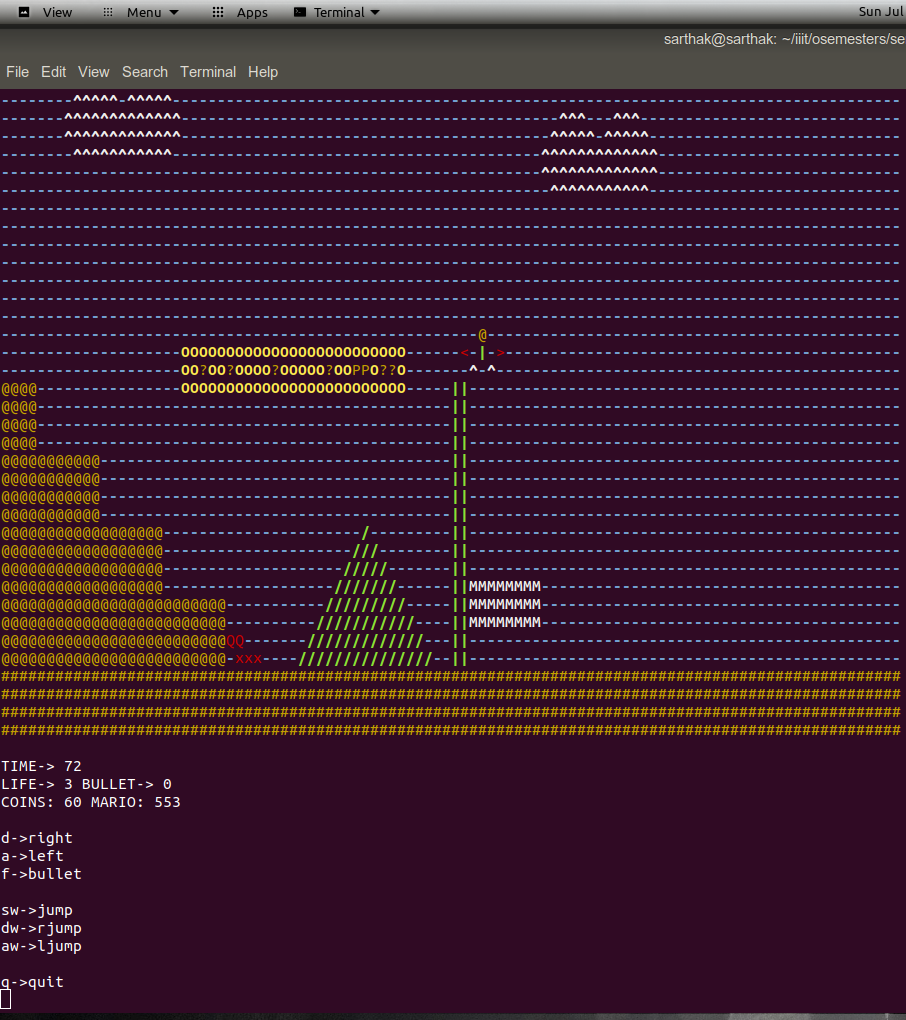 View Menu Apps Terminal Sun Jul
sarthak@sarthak: ~/iiit/osemesters/se
File Edit View Search Terminal Help
TIME-> 72
LIFE-> 3 BULLET-> 0
COINS: 60 MARIO: 553
d->right
a->left
f->bullet
sw->jump
dw->rjump
aw->ljump
q->quit